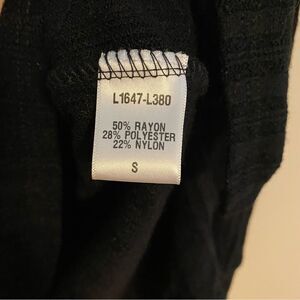 L1647-L380
50% RAYON
28% POLYESTER
22% NYLON
S